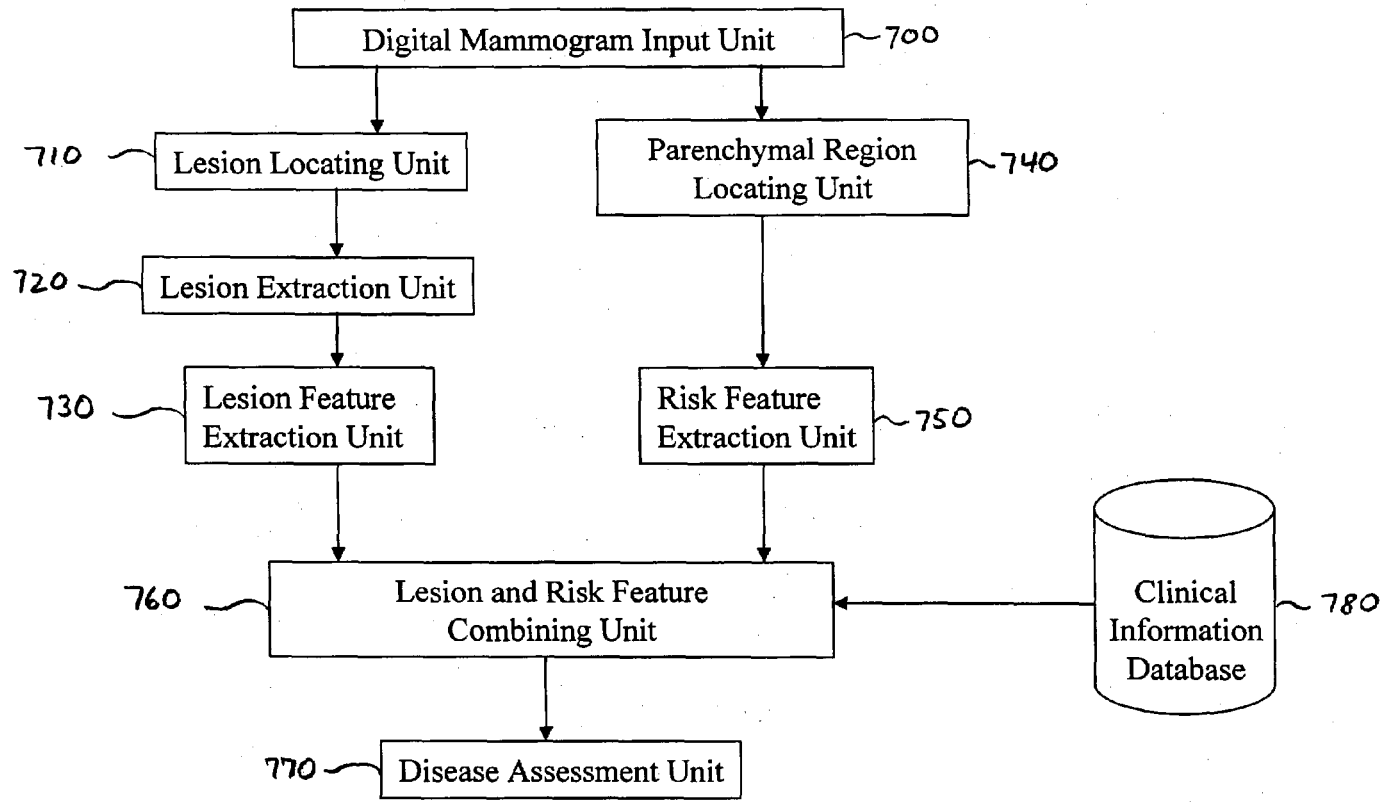 Digital Mammogram Input Unit
700
710
Lesion Locating Unit
Parenchymal Region
Locating Unit
740
720
Lesion Extraction Unit
730
Lesion Feature
Extraction Unit
Risk Feature
Extraction Unit
750
760
Lesion and Risk Feature
Combining Unit
Clinical
Information
Database
780
770
Disease Assessment Unit